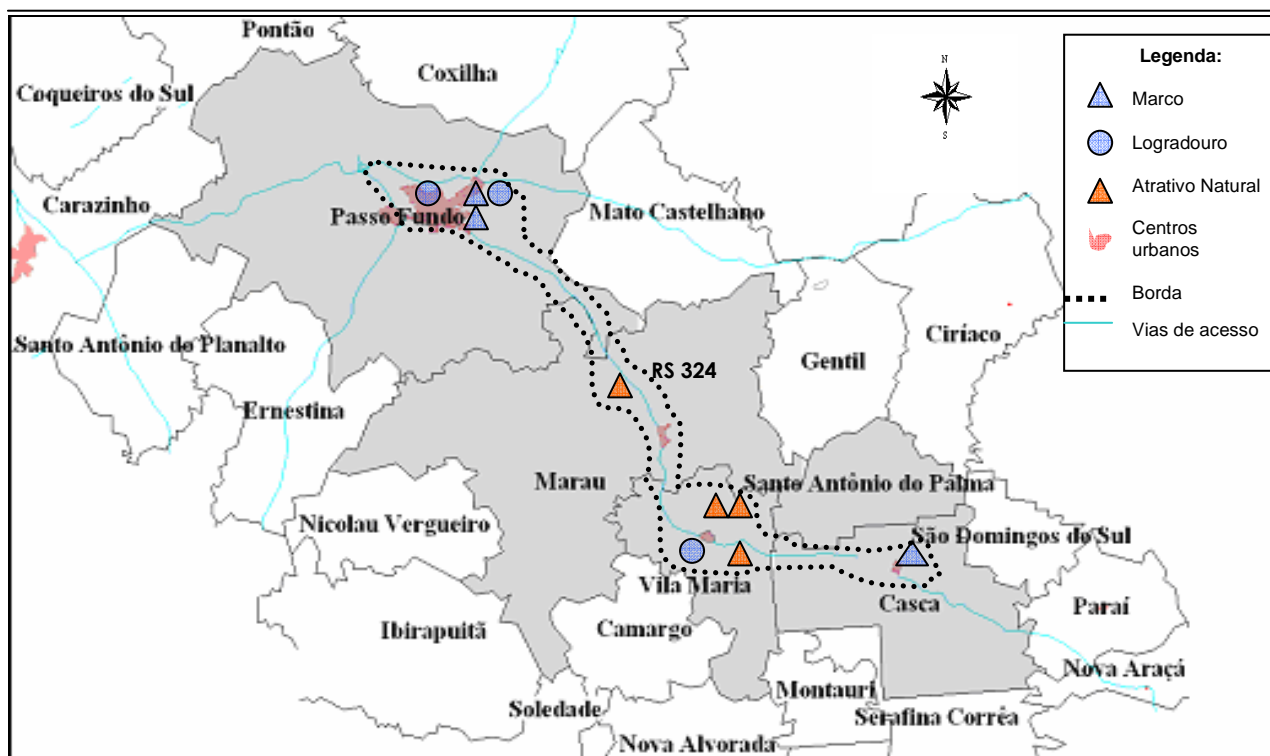 Pontão
Coxilha
Coqueiros do Sul
Carazinho
Passo Fundo
Mato Castelhano
Santo Antônio do Planalto
Ernestina
RS 324
Gentil
Ciríaco
Marau
Santo Antônio do Palma
Nicolau Vergueiro
São Domingos do Sul
Vila Maria
Casca
Paraí
Ibirapuitã
Camargo
Nova Araçá
Montauri
Soledade
Serafina Corrêa
Nova Alvorada
N
S
Legenda:
Marco
Logradouro
Atrativo Natural
Centros
urbanos
Borda
Vias de acesso